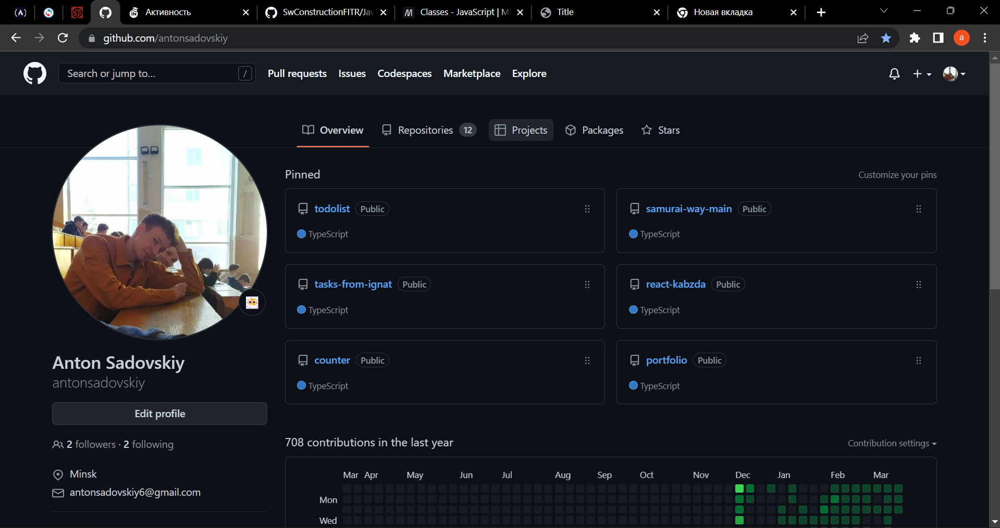 Активность
SwConstructionFITR/Jav
Classes - JavaScript | M
Title
Новая вкладка
github.com/antonsadovskiy
a
Search or jump to...
/
Pull requests
Issues
Codespaces
Marketplace
Explore
Overview
Repositories 12
Projects
Packages
Stars
Pinned
Customize your pins
todolist Public
TypeScript
samurai-way-main Public
TypeScript
tasks-from-ignat Public
TypeScript
react-kabzda Public
TypeScript
counter Public
TypeScript
portfolio Public
TypeScript
Anton Sadovskiy
antonsadovskiy
Edit profile
2 followers · 2 following
Minsk
antonsadovskiy6@gmail.com
708 contributions in the last year
Contribution settings
Mar Apr May Jun Jul Aug Sep Oct Nov Dec Jan Feb Mar
Mon
Wed